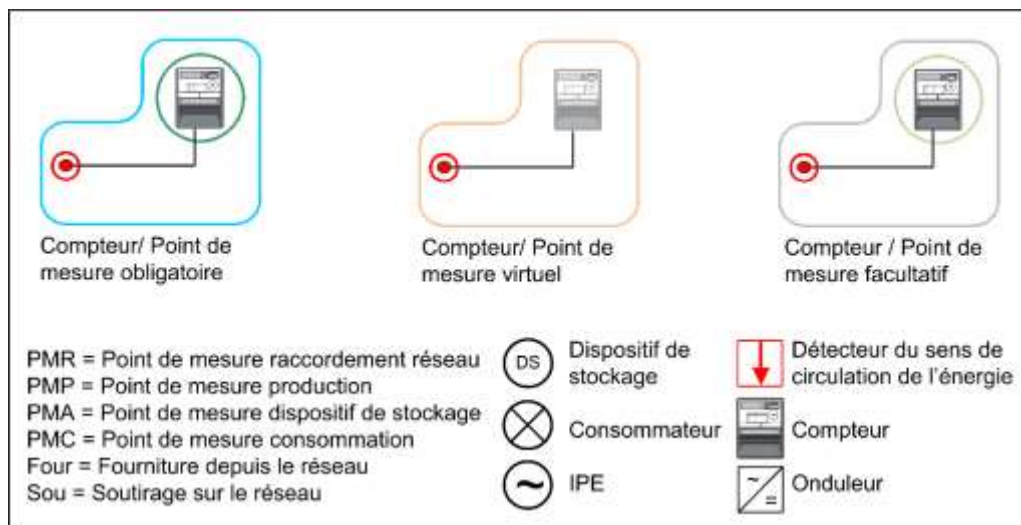 Compteur/ Point de
mesure obligatoire
Compteur/ Point de
mesure virtuel
Compteur / Point de
mesure facultatif
PMR = Point de mesure raccordement réseau
PMP = Point de mesure production
PMA = Point de mesure dispositif de stockage
PMC = Point de mesure consommation
Four = Fourniture depuis le réseau
Sou = Soutirage sur le réseau
DS
Dispositif de
stockage
Consommateur
IPE
Détecteur du sens de
circulation de l'énergie
Compteur
Onduleur